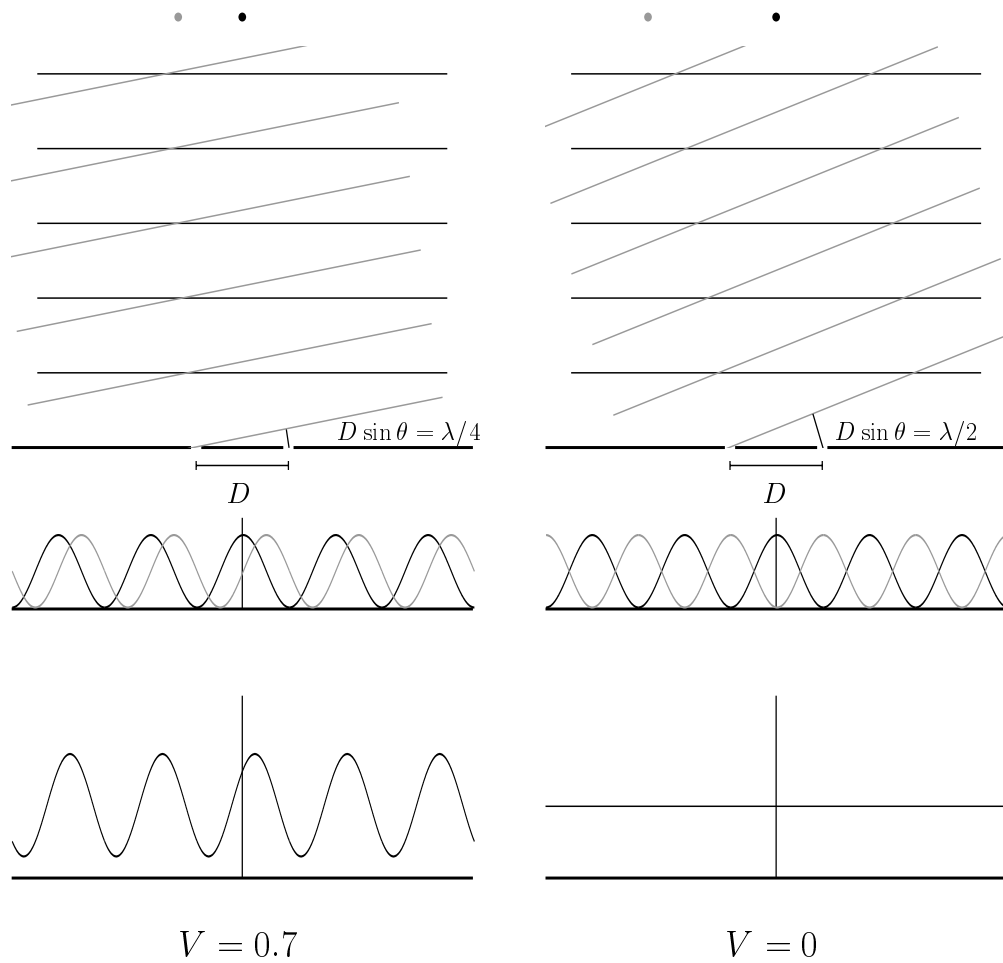 D sin θ = λ/4
D sin θ = λ/2
D
D
V = 0.7
V = 0